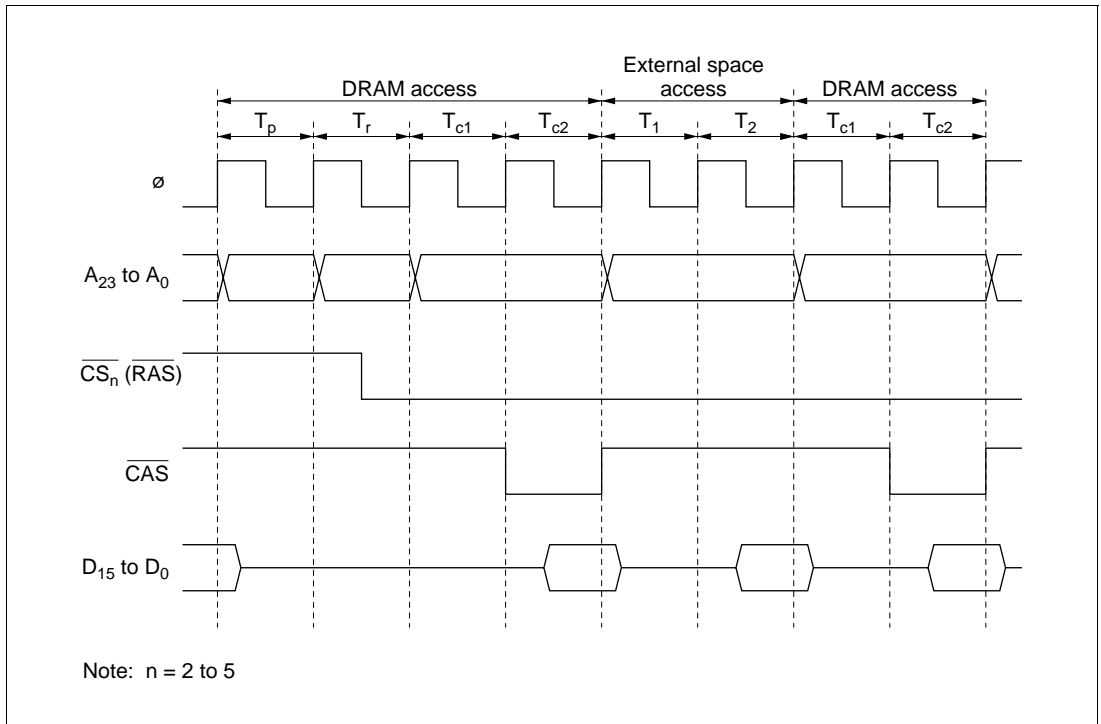 External space
DRAM access access DRAM access
Tp Tr Tc1 Tc2 T1 T2 Tc1 Tc2
ø
A23 to A0
CSn (RAS)
CAS
D15 to D0
Note: n = 2 to 5